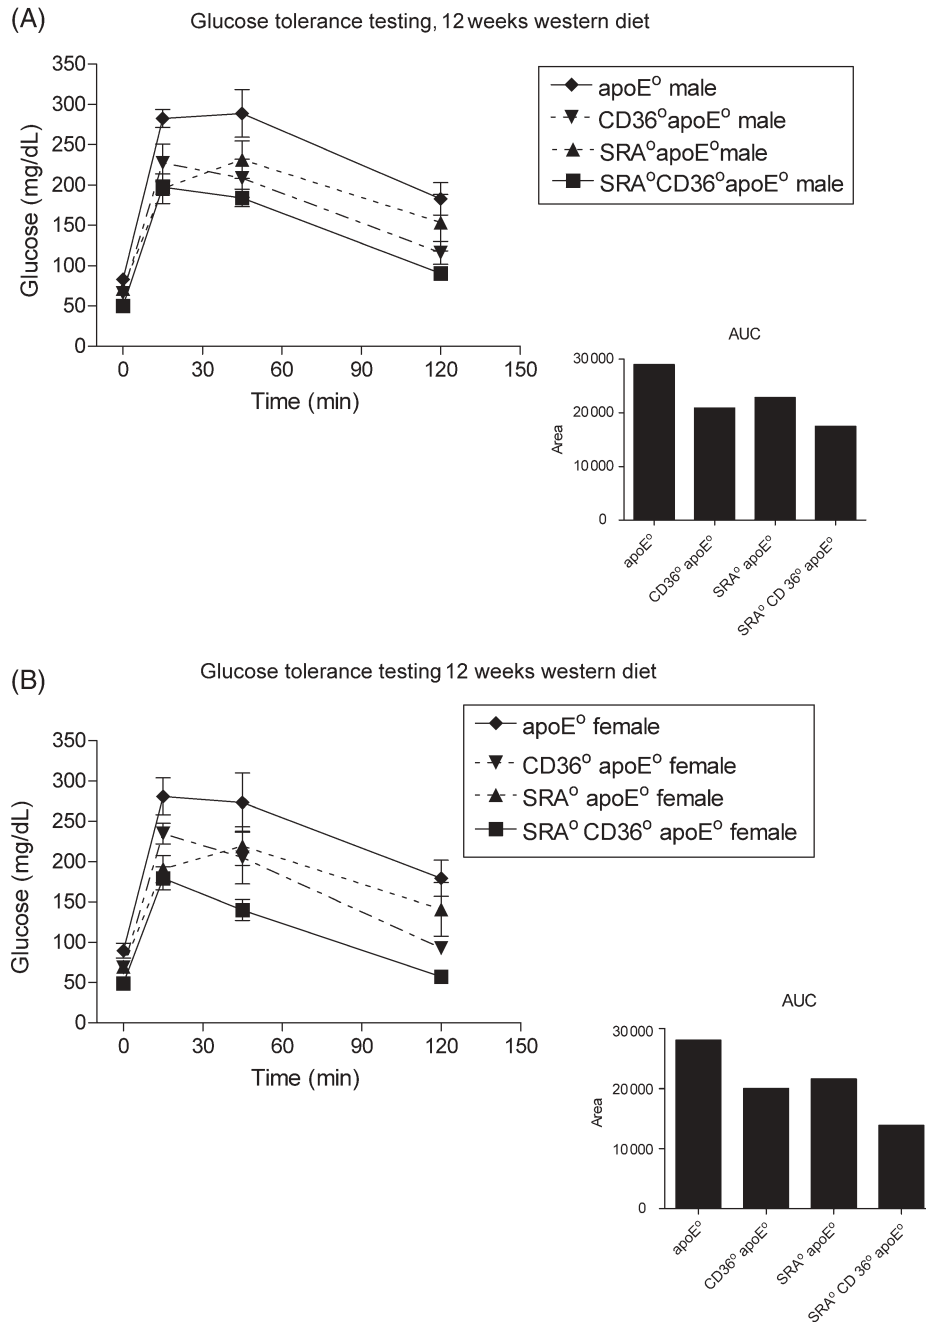 (A)
Glucose tolerance testing, 12 weeks western diet
350
300
250
200
150
100
50
0
Glucose (mg/dL)
0 30 60 90 120 150
Time (min)
apoEº male
CD36ºapoEº male
SRAºapoEºmale
SRAºCD36ºapoEº male
AUC
30000
20000
10000
0
Area
apoEº
CD36º apoEº
SRAº apoEº
SRAº CD 36º apoEº
(B)
Glucose tolerance testing 12 weeks western diet
350
300
250
200
150
100
50
0
Glucose (mg/dL)
0 30 60 90 120 150
Time (min)
apoEº female
CD36º apoEº female
SRAº apoEº female
SRAº CD36º apoEº female
AUC
30000
20000
10000
0
Area
apoEº
CD36º apoEº
SRAº apoEº
SRAº CD 36º apoEº